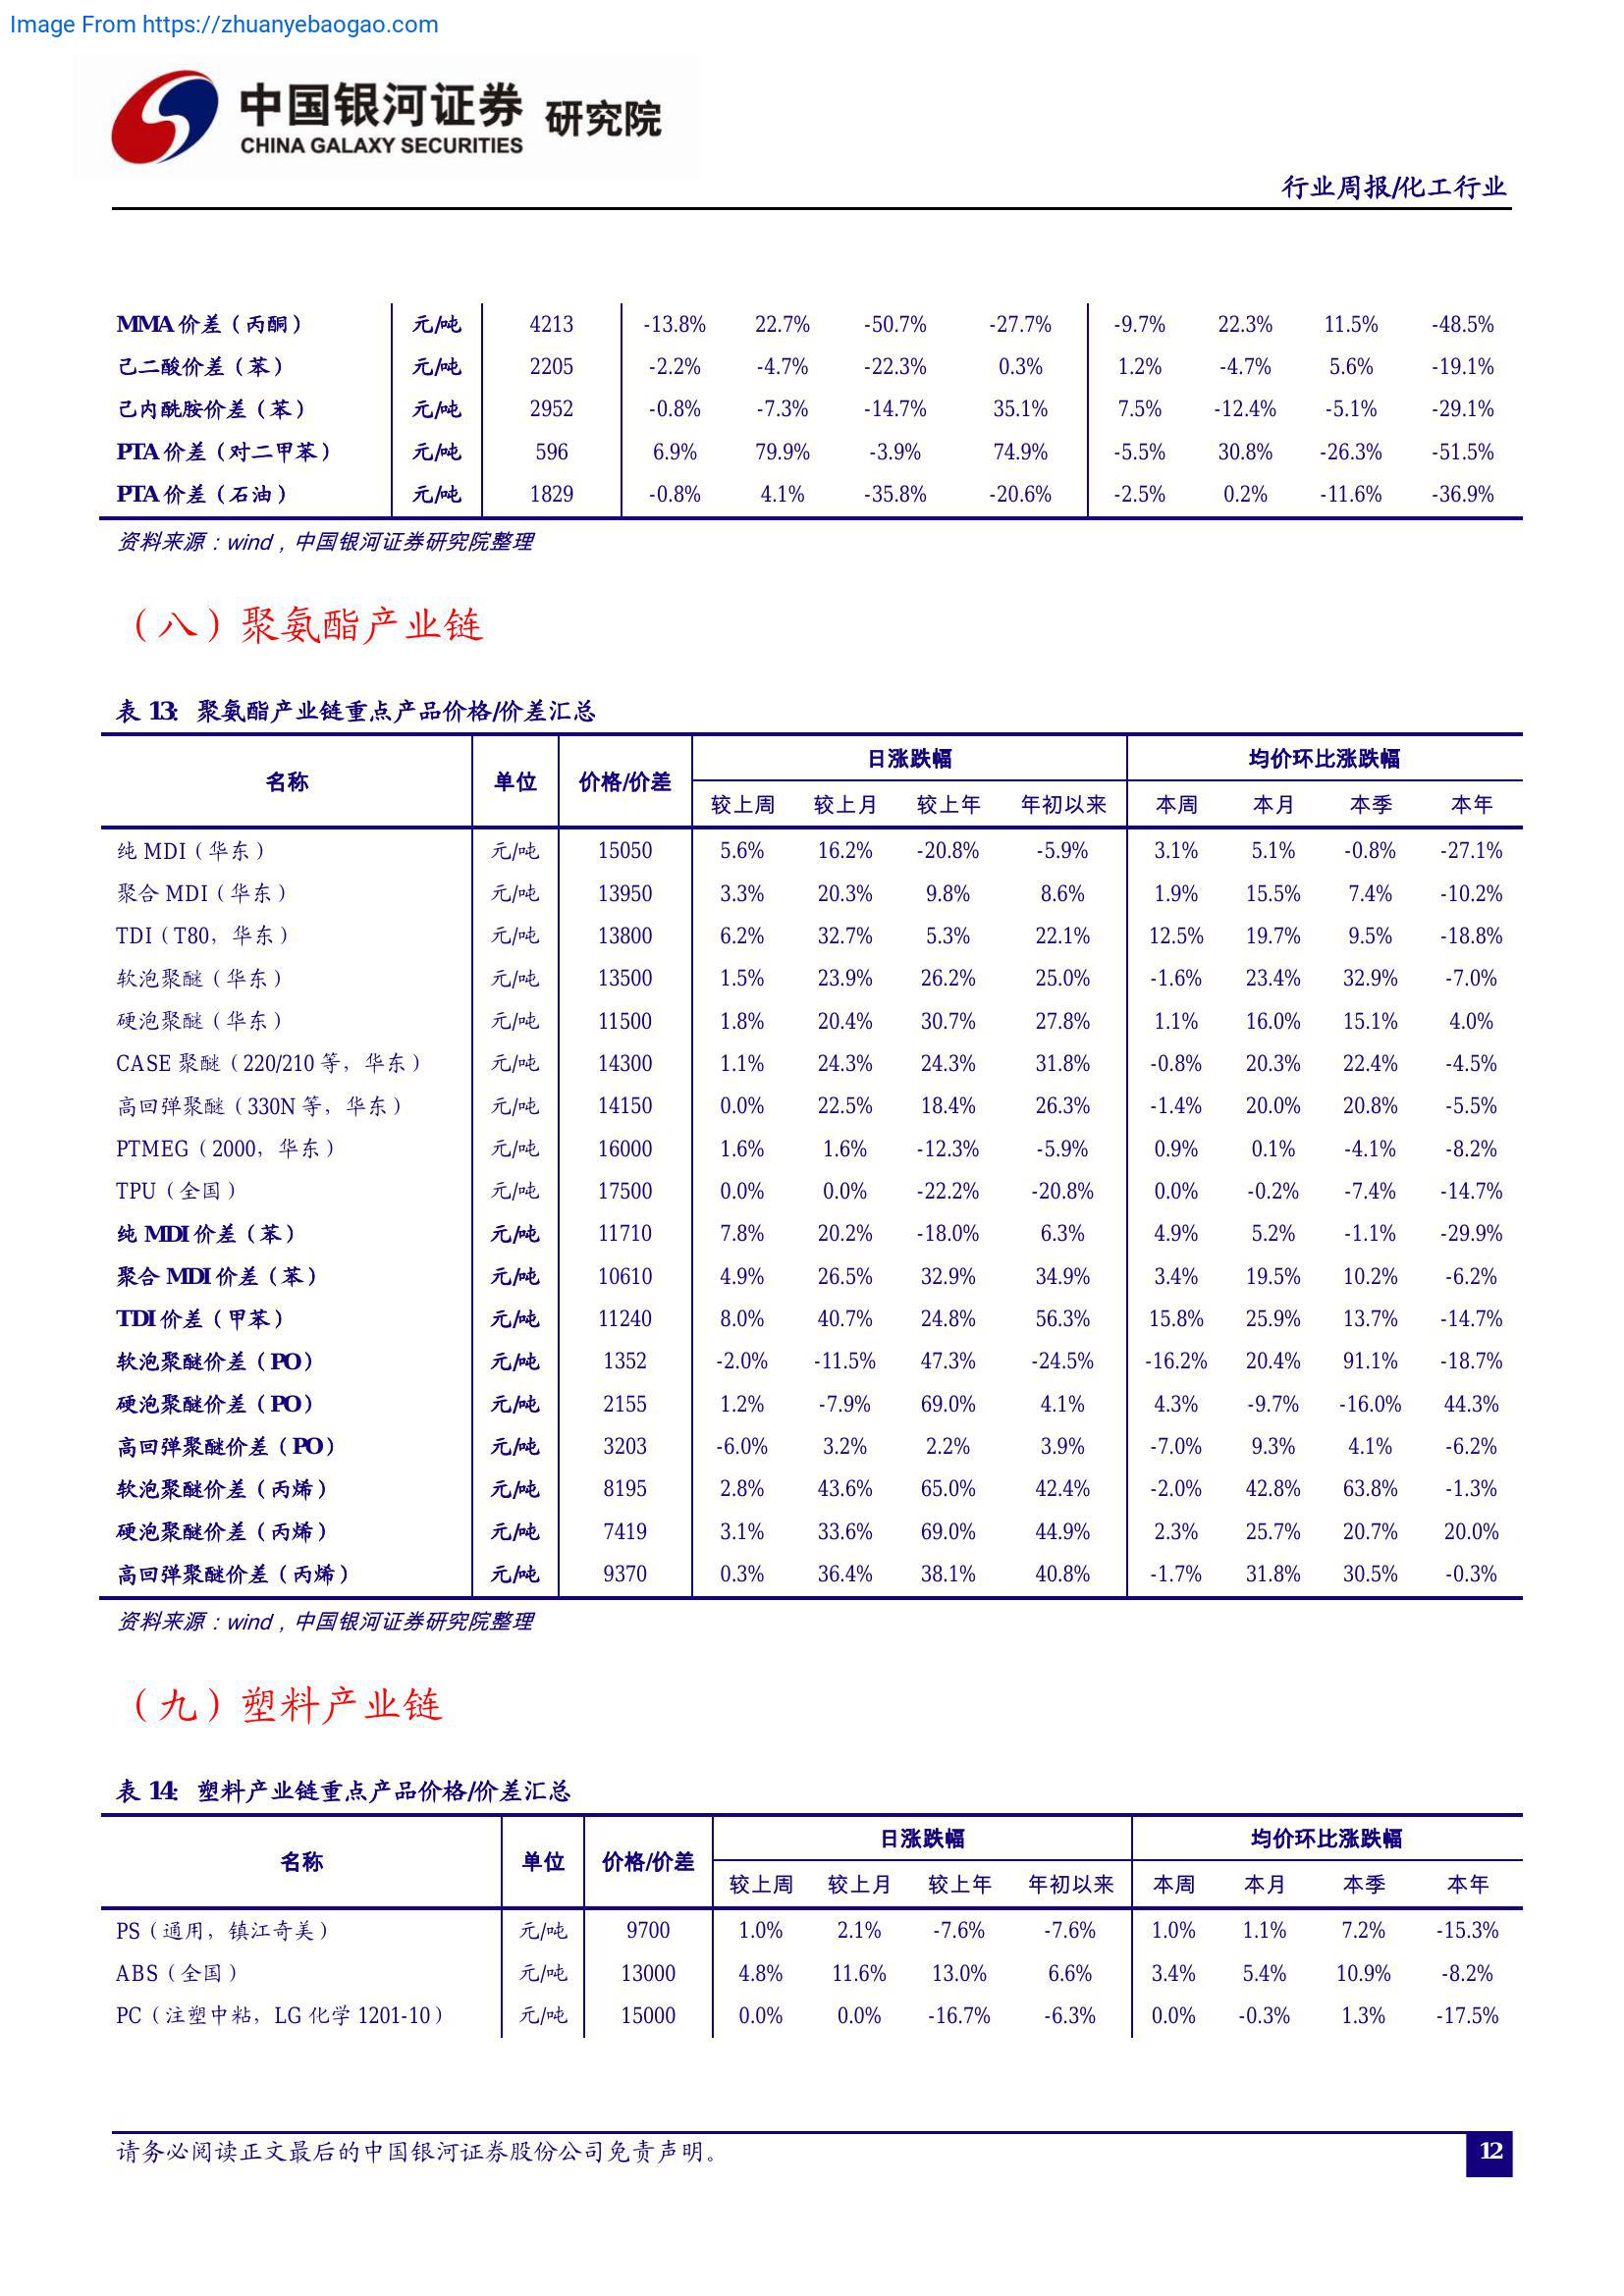 Image From https://zhuanyebaogao.com
中国银河证券 研究院
CHINA GALAXY SECURITIES
行业周报/化工行业
MMA 价差（丙酮） 元/吨 4213 -13.8% 22.7% -50.7% -27.7% -9.7% 22.3% 11.5% -48.5%
己二酸价差（苯） 元/吨 2205 -2.2% -4.7% -22.3% 0.3% 1.2% -4.7% 5.6% -19.1%
己内酰胺价差（苯） 元/吨 2952 -0.8% -7.3% -14.7% 35.1% 7.5% -12.4% -5.1% -29.1%
PTA 价差（对二甲苯） 元/吨 596 6.9% 79.9% -3.9% 74.9% -5.5% 30.8% -26.3% -51.5%
PTA 价差（石油） 元/吨 1829 -0.8% 4.1% -35.8% -20.6% -2.5% 0.2% -11.6% -36.9%
资料来源：wind，中国银河证券研究院整理
（八）聚氨酯产业链
表 13: 聚氨酯产业链重点产品价格/价差汇总
名称 单位 价格/价差 日涨跌幅 均价环比涨跌幅
较上周 较上月 较上年 年初以来 本周 本月 本季 本年
纯 MDI（华东） 元/吨 15050 5.6% 16.2% -20.8% -5.9% 3.1% 5.1% -0.8% -27.1%
聚合 MDI（华东） 元/吨 13950 3.3% 20.3% 9.8% 8.6% 1.9% 15.5% 7.4% -10.2%
TDI（T80，华东） 元/吨 13800 6.2% 32.7% 5.3% 22.1% 12.5% 19.7% 9.5% -18.8%
软泡聚醚（华东） 元/吨 13500 1.5% 23.9% 26.2% 25.0% -1.6% 23.4% 32.9% -7.0%
硬泡聚醚（华东） 元/吨 11500 1.8% 20.4% 30.7% 27.8% 1.1% 16.0% 15.1% 4.0%
CASE 聚醚（220/210 等，华东） 元/吨 14300 1.1% 24.3% 24.3% 31.8% -0.8% 20.3% 22.4% -4.5%
高回弹聚醚（330N 等，华东） 元/吨 14150 0.0% 22.5% 18.4% 26.3% -1.4% 20.0% 20.8% -5.5%
PTMEG（2000，华东） 元/吨 16000 1.6% 1.6% -12.3% -5.9% 0.9% 0.1% -4.1% -8.2%
TPU（全国） 元/吨 17500 0.0% 0.0% -22.2% -20.8% 0.0% -0.2% -7.4% -14.7%
纯 MDI 价差（苯） 元/吨 11710 7.8% 20.2% -18.0% 6.3% 4.9% 5.2% -1.1% -29.9%
聚合 MDI 价差（苯） 元/吨 10610 4.9% 26.5% 32.9% 34.9% 3.4% 19.5% 10.2% -6.2%
TDI 价差（甲苯） 元/吨 11240 8.0% 40.7% 24.8% 56.3% 15.8% 25.9% 13.7% -14.7%
软泡聚醚价差（PO） 元/吨 1352 -2.0% -11.5% 47.3% -24.5% -16.2% 20.4% 91.1% -18.7%
硬泡聚醚价差（PO） 元/吨 2155 1.2% -7.9% 69.0% 4.1% 4.3% -9.7% -16.0% 44.3%
高回弹聚醚价差（PO） 元/吨 3203 -6.0% 3.2% 2.2% 3.9% -7.0% 9.3% 4.1% -6.2%
软泡聚醚价差（丙烯） 元/吨 8195 2.8% 43.6% 65.0% 42.4% -2.0% 42.8% 63.8% -1.3%
硬泡聚醚价差（丙烯） 元/吨 7419 3.1% 33.6% 69.0% 44.9% 2.3% 25.7% 20.7% 20.0%
高回弹聚醚价差（丙烯） 元/吨 9370 0.3% 36.4% 38.1% 40.8% -1.7% 31.8% 30.5% -0.3%
资料来源：wind，中国银河证券研究院整理
（九）塑料产业链
表 14: 塑料产业链重点产品价格/价差汇总
名称 单位 价格/价差 日涨跌幅 均价环比涨跌幅
较上周 较上月 较上年 年初以来 本周 本月 本季 本年
PS（通用，镇江奇美） 元/吨 9700 1.0% 2.1% -7.6% -7.6% 1.0% 1.1% 7.2% -15.3%
ABS（全国） 元/吨 13000 4.8% 11.6% 13.0% 6.6% 3.4% 5.4% 10.9% -8.2%
PC（注塑中粘，LG 化学 1201-10） 元/吨 15000 0.0% 0.0% -16.7% -6.3% 0.0% -0.3% 1.3% -17.5%
请务必阅读正文最后的中国银河证券股份公司免责声明。 12